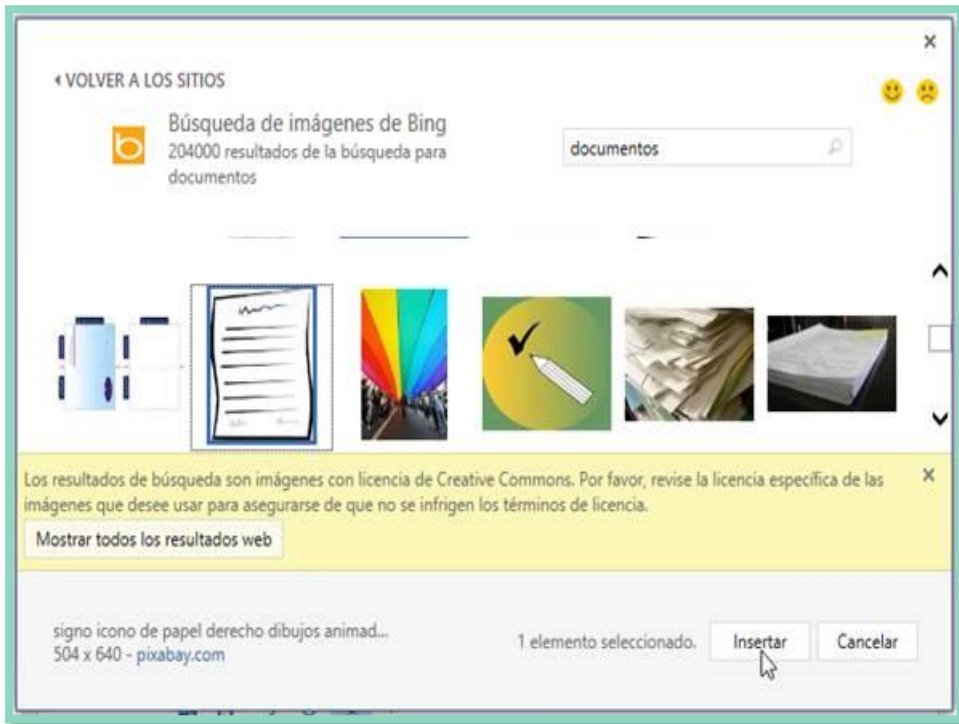 VOLVER A LOS SITIOS
Búsqueda de imágenes de Bing
204000 resultados de la búsqueda para
documentos
documentos
Los resultados de búsqueda son imágenes con licencia de Creative Commons. Por favor, revise la licencia específica de las
imágenes que desee usar para asegurarse de que no se infrigen los términos de licencia.
Mostrar todos los resultados web
signo icono de papel derecho dibujos animad...
504 x 640 - pixabay.com
1 elemento seleccionado.
Insertar
Cancelar